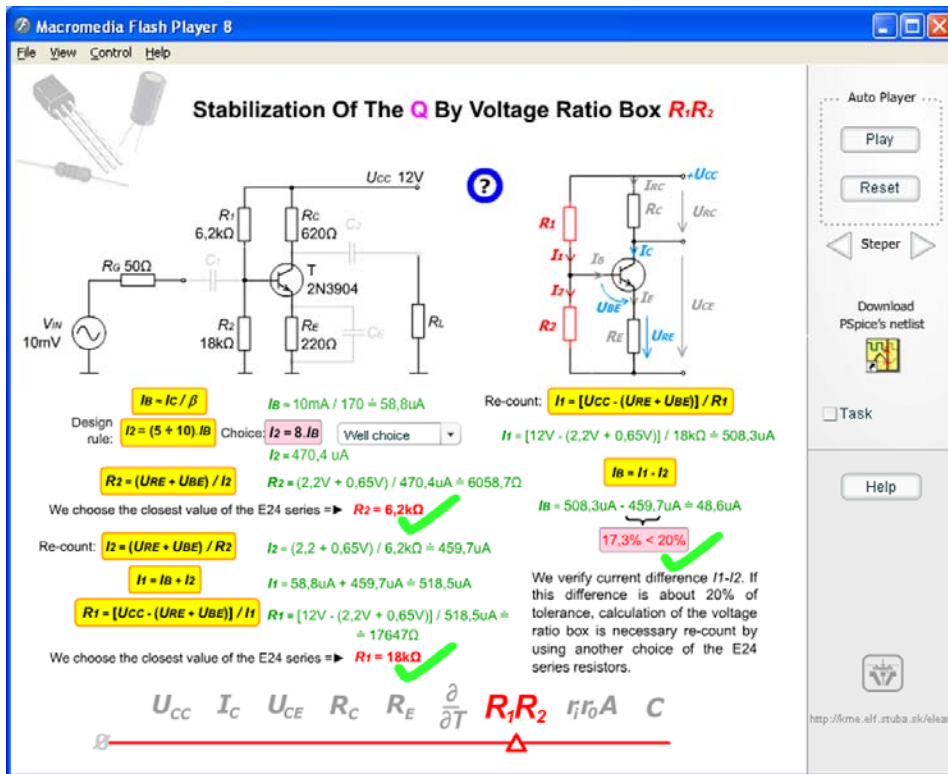 Macromedia Flash Player 8
File View Control Help
Stabilization Of The Q By Voltage Ratio Box R1R2
UCC 12V
R1
6,2kΩ
RC
620Ω
C2
RG 50Ω
C1
T
2N3904
VIN
10mV
R2
18kΩ
RE
220Ω
CE
RL
?
+UCC
IRC
RC
URC
R1
I1
IC
IB
I2
UBE
IE
UCE
R2
RE
URE
IB ≈ IC / β
IB ≈ 10mA / 170 ≐ 58,8uA
Design rule:
I2 = (5 ÷ 10).IB
Choice:
I2 = 8.IB
Well choice
I2 = 470,4 uA
R2 = (URE + UBE) / I2
R2 = (2,2V + 0,65V) / 470,4uA ≐ 6058,7Ω
We choose the closest value of the E24 series =► R2 = 6,2kΩ
Re-count:
I2 = (URE + UBE) / R2
I2 = (2,2 + 0,65V) / 6,2kΩ ≐ 459,7uA
I1 = IB + I2
I1 = 58,8uA + 459,7uA ≐ 518,5uA
R1 = [UCC - (URE + UBE)] / I1
R1 = [12V - (2,2V + 0,65V)] / 518,5uA ≐
≐ 17647Ω
We choose the closest value of the E24 series =► R1 = 18kΩ
Re-count:
I1 = [UCC - (URE + UBE)] / R1
I1 = [12V - (2,2V + 0,65V)] / 18kΩ ≐ 508,3uA
IB = I1 - I2
IB = 508,3uA - 459,7uA ≐ 48,6uA
17,3% < 20%
We verify current difference I1-I2. If
this difference is about 20% of
tolerance, calculation of the voltage
ratio box is necessary re-count by
using another choice of the E24
series resistors.
UCC IC UCE RC RE ∂/∂T R1R2 riroA C
Auto Player
Play
Reset
Steper
Download
PSpice's netlist
Task
Help
http://kme.elf.stuba.sk/elear